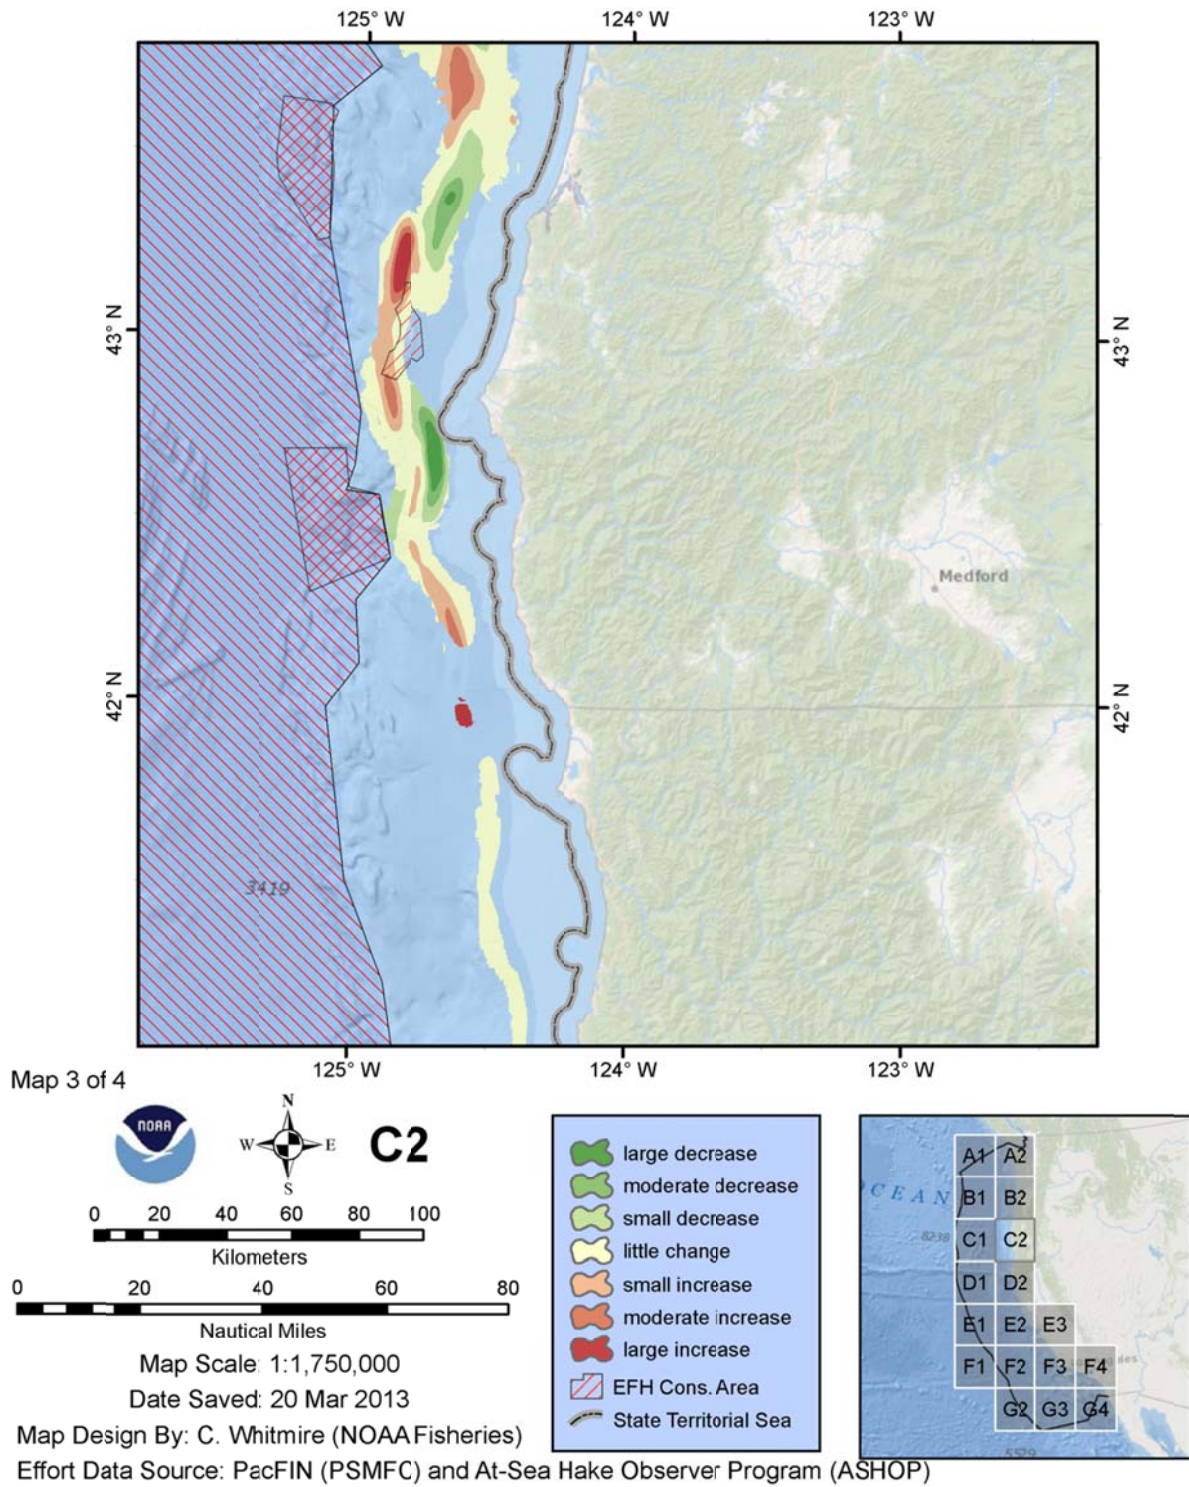 125° W 124° W 123° W
43° N 43° N
Medford
42° N 42° N
3419
125° W 124° W 123° W
Map 3 of 4
NOAA
N
W E
S
C2
0 20 40 60 80 100
Kilometers
0 20 40 60 80
Nautical Miles
Map Scale: 1:1,750,000
Date Saved: 20 Mar 2013
Map Design By: C. Whitmire (NOAA Fisheries)
Effort Data Source: PacFIN (PSMFC) and At-Sea Hake Observer Program (ASHOP)
large decrease
moderate decrease
small decrease
little change
small increase
moderate increase
large increase
EFH Cons. Area
State Territorial Sea
A1 A2
OCEAN B1 B2
8238 C1 C2
D1 D2
E1 E2 E3
F1 F2 F3 F4
G2 G3 G4
5529